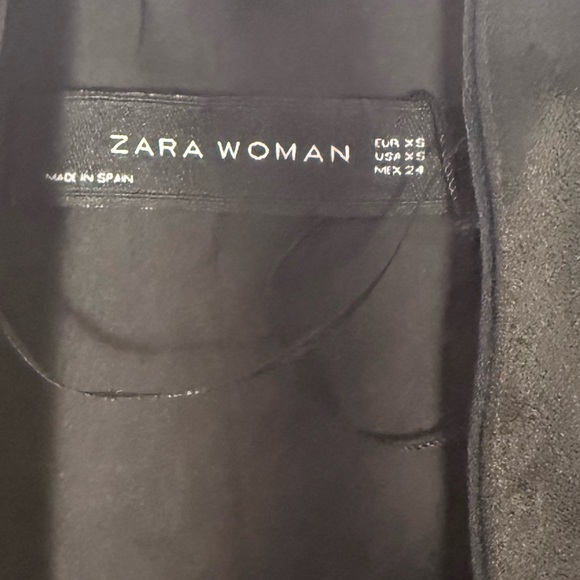 ZARA WOMAN
EUR XS
USA XS
MEX 24
MADE IN SPAIN